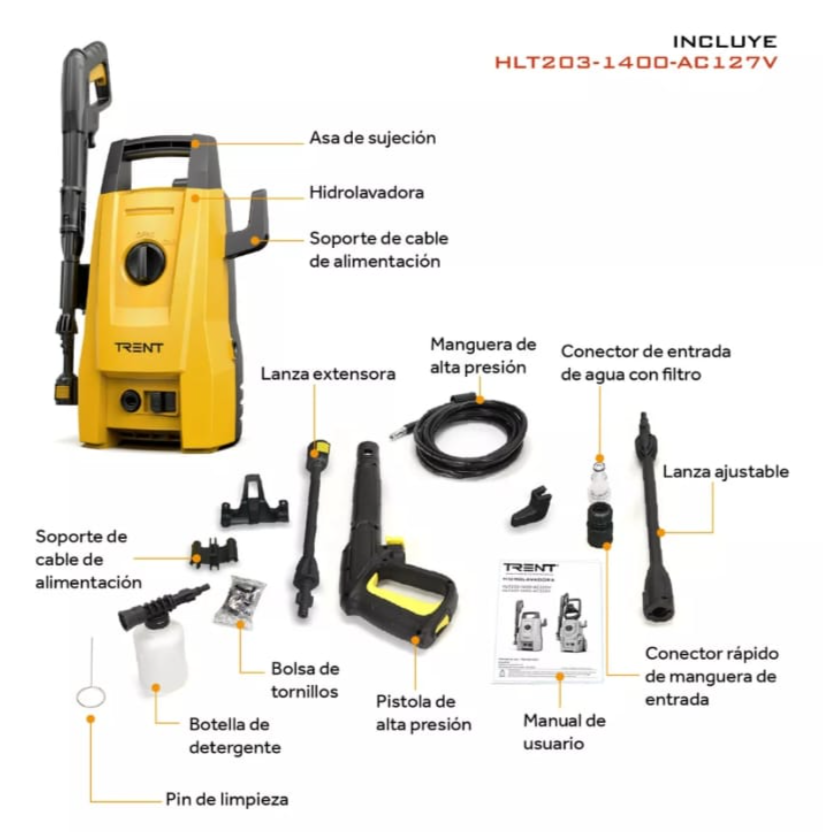 INCLUYE
HLT203-1400-AC127V
Asa de sujeción
Hidrolavadora
Soporte de cable
de alimentación
TRENT
Manguera de
alta presión
Conector de entrada
de agua con filtro
Lanza extensora
Lanza ajustable
Soporte de
cable de
alimentación
TRENT
HIDROLAVADORA
Conector rápido
de manguera de
entrada
Bolsa de
tornillos
Pistola de
alta presión
Manual de
usuario
Botella de
detergente
Pin de limpieza